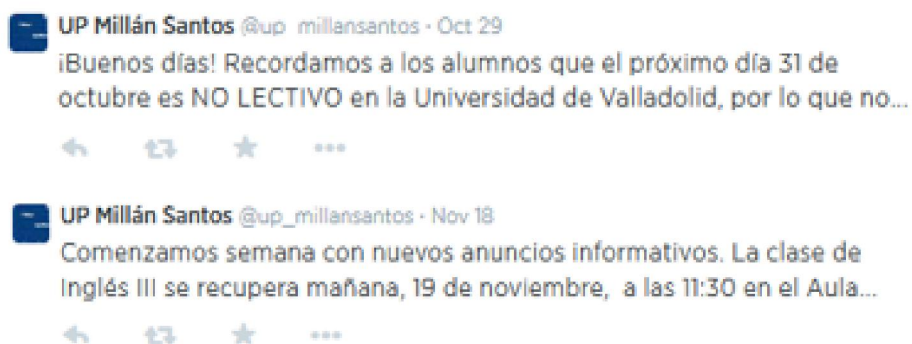 UP Millán Santos @up_millansantos · Oct 29
¡Buenos días! Recordamos a los alumnos que el próximo día 31 de
octubre es NO LECTIVO en la Universidad de Valladolid, por lo que no...
UP Millán Santos @up_millansantos · Nov 18
Comenzamos semana con nuevos anuncios informativos. La clase de
Inglés III se recupera mañana, 19 de noviembre, a las 11:30 en el Aula...